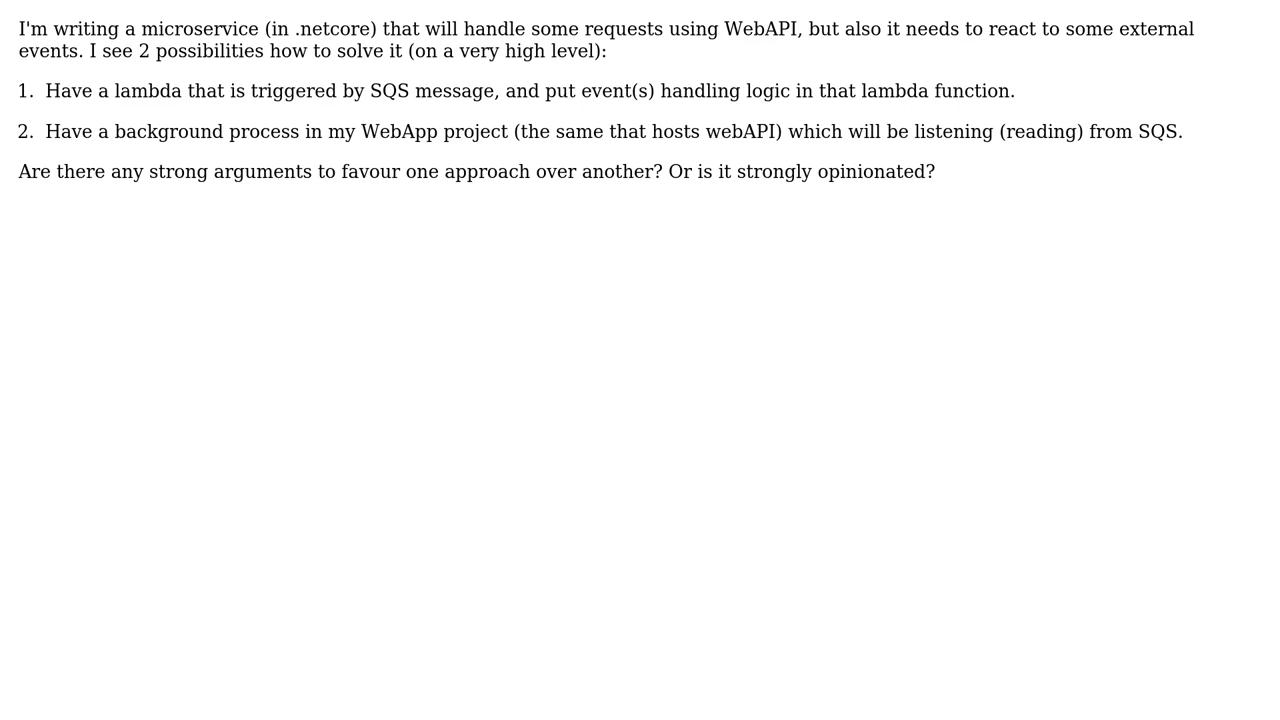 I'm writing a microservice (in .netcore) that will handle some requests using WebAPI, but also it needs to react to some external
events. I see 2 possibilities how to solve it (on a very high level):
1. Have a lambda that is triggered by SQS message, and put event(s) handling logic in that lambda function.
2. Have a background process in my WebApp project (the same that hosts webAPI) which will be listening (reading) from SQS.
Are there any strong arguments to favour one approach over another? Or is it strongly opinionated?